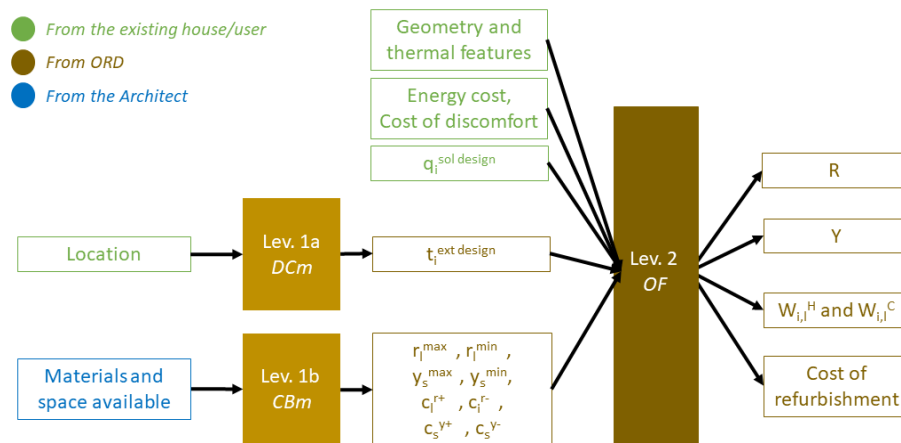 From the existing house/user
From ORD
From the Architect
Geometry and
thermal features
Energy cost,
Cost of discomfort
q_i^sol design
Location
Lev. 1a
DCm
t_i^ext design
Materials and
space available
Lev. 1b
CBm
r_l^max , r_l^min ,
y_s^max , y_s^min,
c_l^r+ , c_i^r- ,
c_s^y+ , c_s^y-
Lev. 2
OF
R
Y
W_i,l^H and W_i,l^C
Cost of
refurbishment